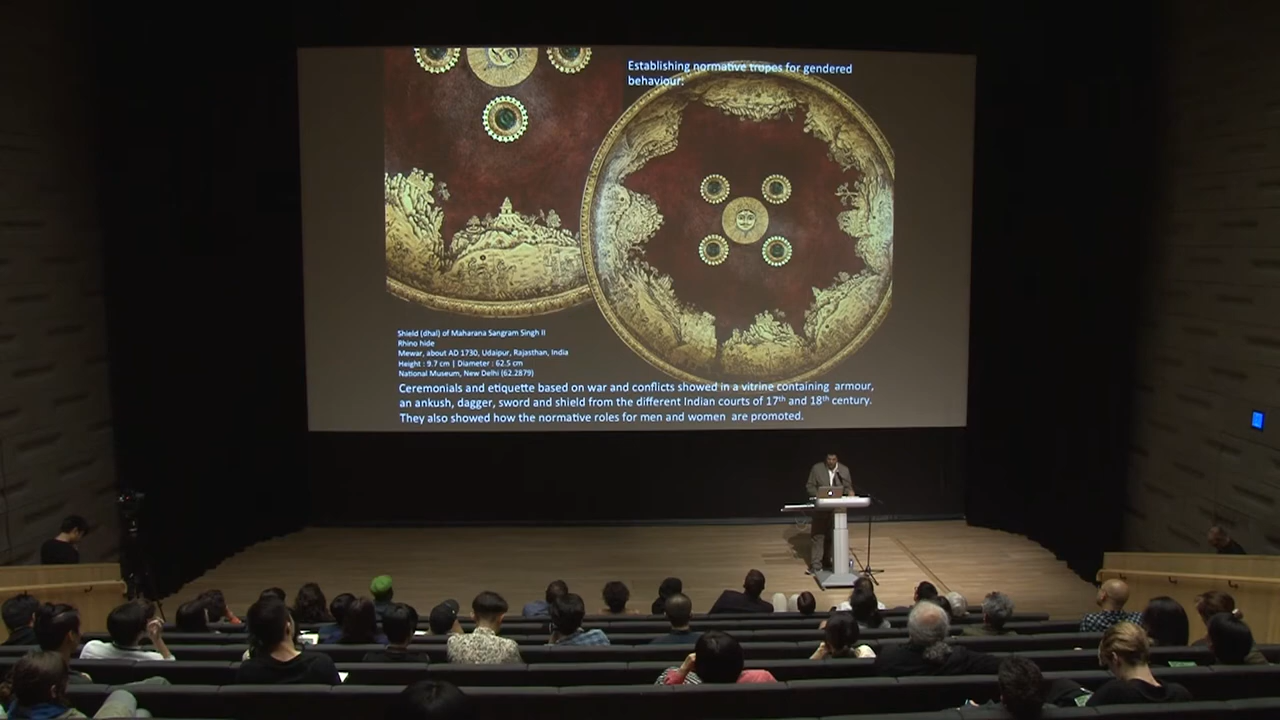 Establishing normative tropes for gendered
behaviour:
Shield (dhal) of Maharana Sangram Singh II
Rhino hide
Mewar, about AD 1730, Udaipur, Rajasthan, India
Height : 9.7 cm | Diameter : 62.5 cm
National Museum, New Delhi (62.2879)
Ceremonials and etiquette based on war and conflicts showed in a vitrine containing armour,
an ankush, dagger, sword and shield from the different Indian courts of 17th and 18th century.
They also showed how the normative roles for men and women are promoted.